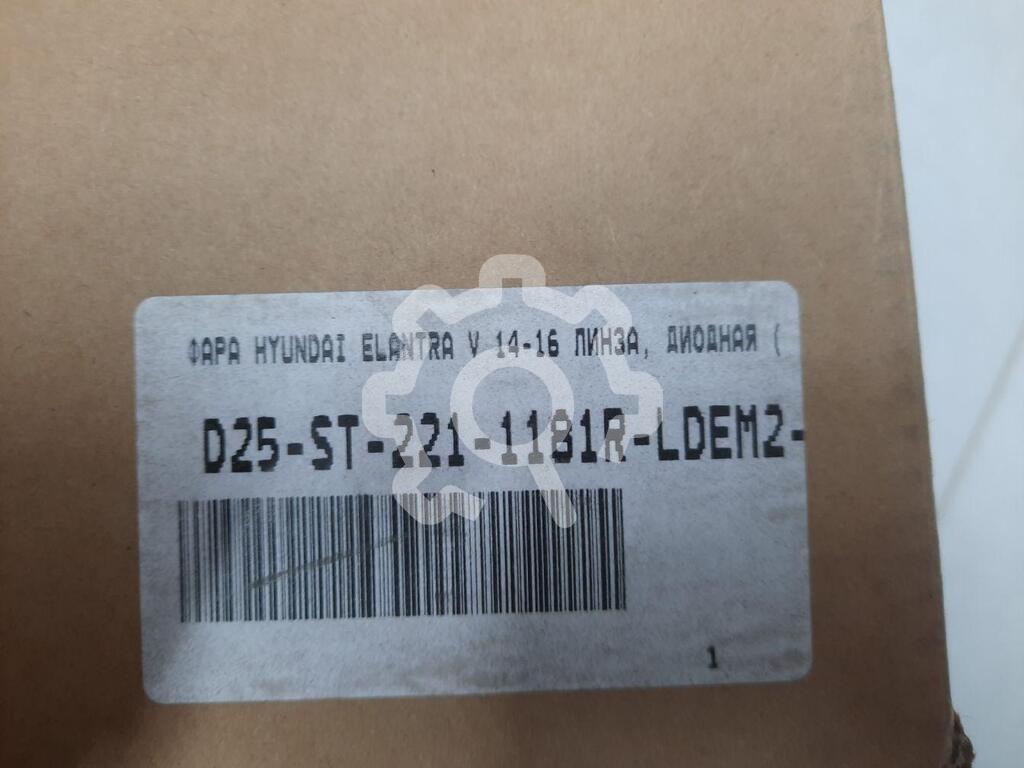 ФАРА HYUNDAI ELANTRA V 14-16 ЛИНЗА, ДИОДНАЯ (
D25-ST-221-1181R-LDEM2-
1